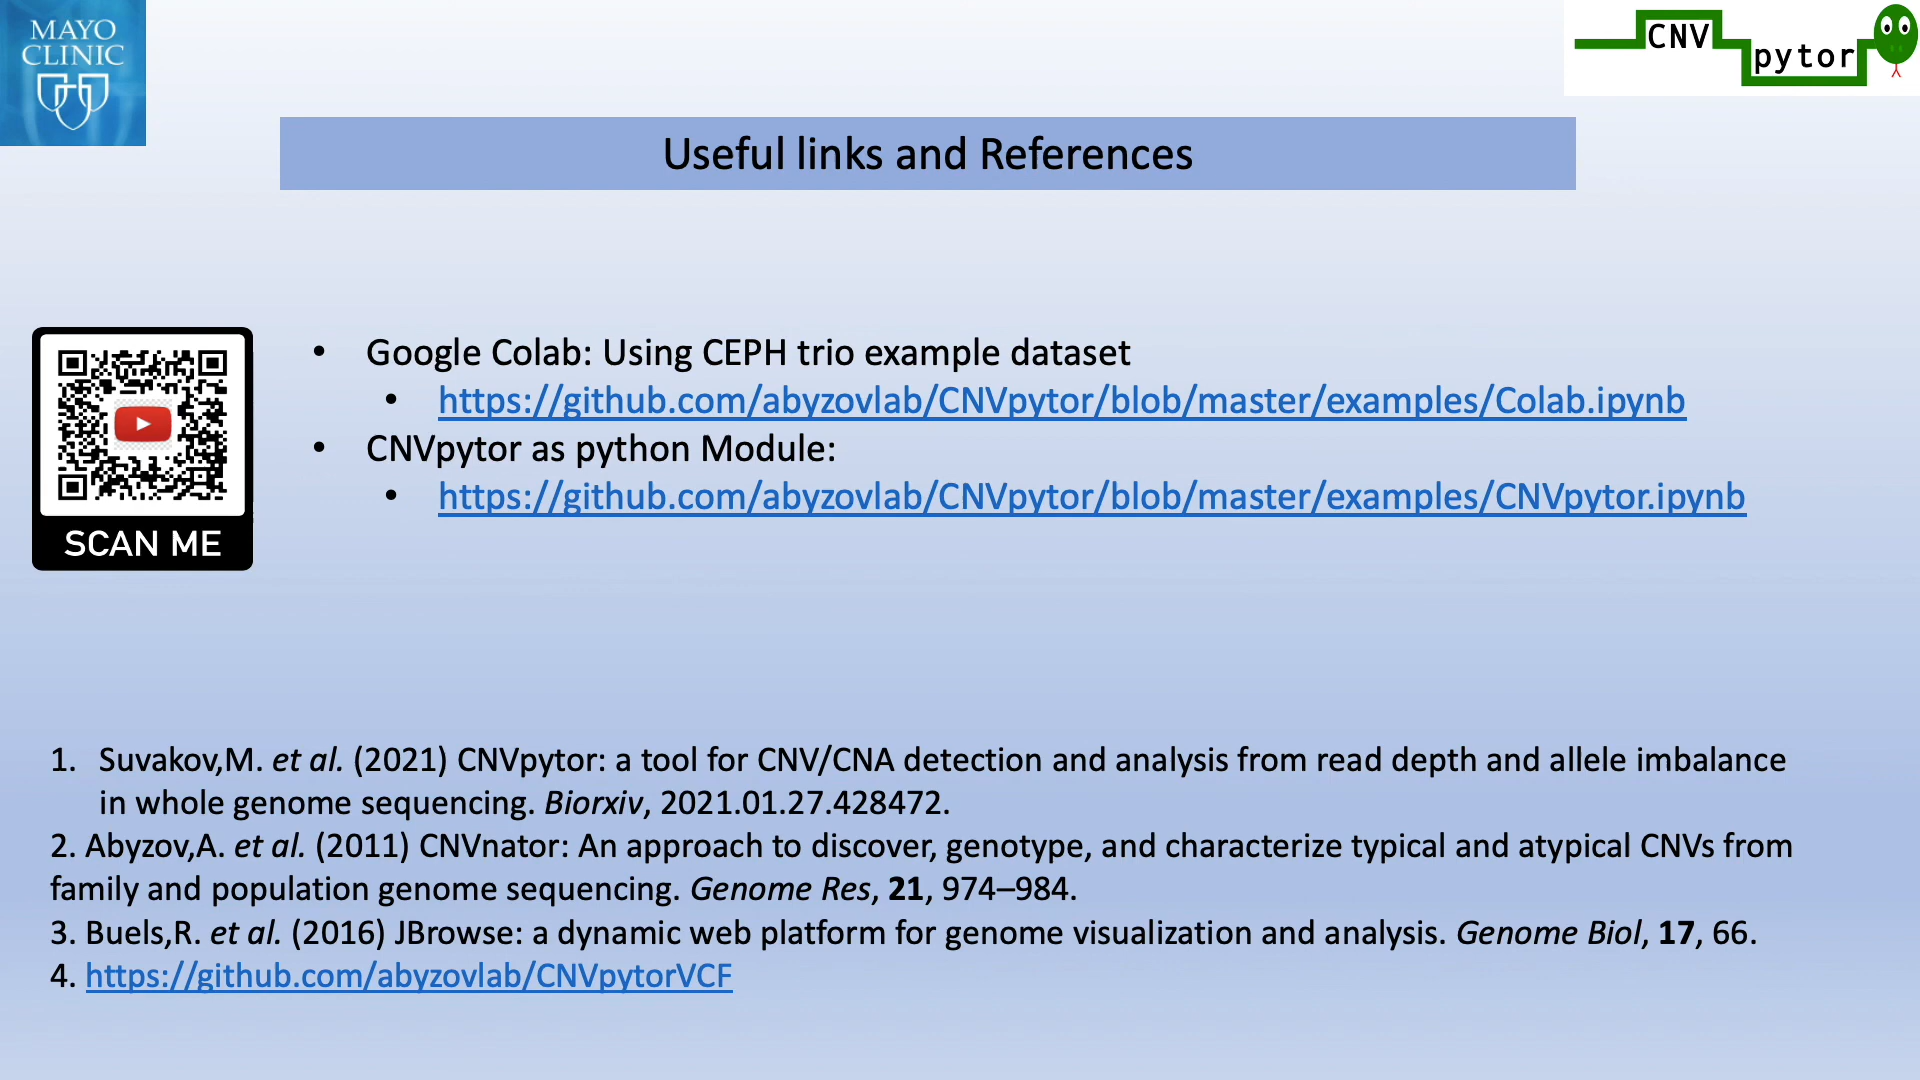 MAYO
CLINIC
CNV
pytor
Useful links and References
• Google Colab: Using CEPH trio example dataset
• https://github.com/abyzovlab/CNVpytor/blob/master/examples/Colab.ipynb
• CNVpytor as python Module:
• https://github.com/abyzovlab/CNVpytor/blob/master/examples/CNVpytor.ipynb
SCAN ME
1. Suvakov,M. et al. (2021) CNVpytor: a tool for CNV/CNA detection and analysis from read depth and allele imbalance
in whole genome sequencing. Biorxiv, 2021.01.27.428472.
2. Abyzov,A. et al. (2011) CNVnator: An approach to discover, genotype, and characterize typical and atypical CNVs from
family and population genome sequencing. Genome Res, 21, 974–984.
3. Buels,R. et al. (2016) JBrowse: a dynamic web platform for genome visualization and analysis. Genome Biol, 17, 66.
4. https://github.com/abyzovlab/CNVpytorVCF